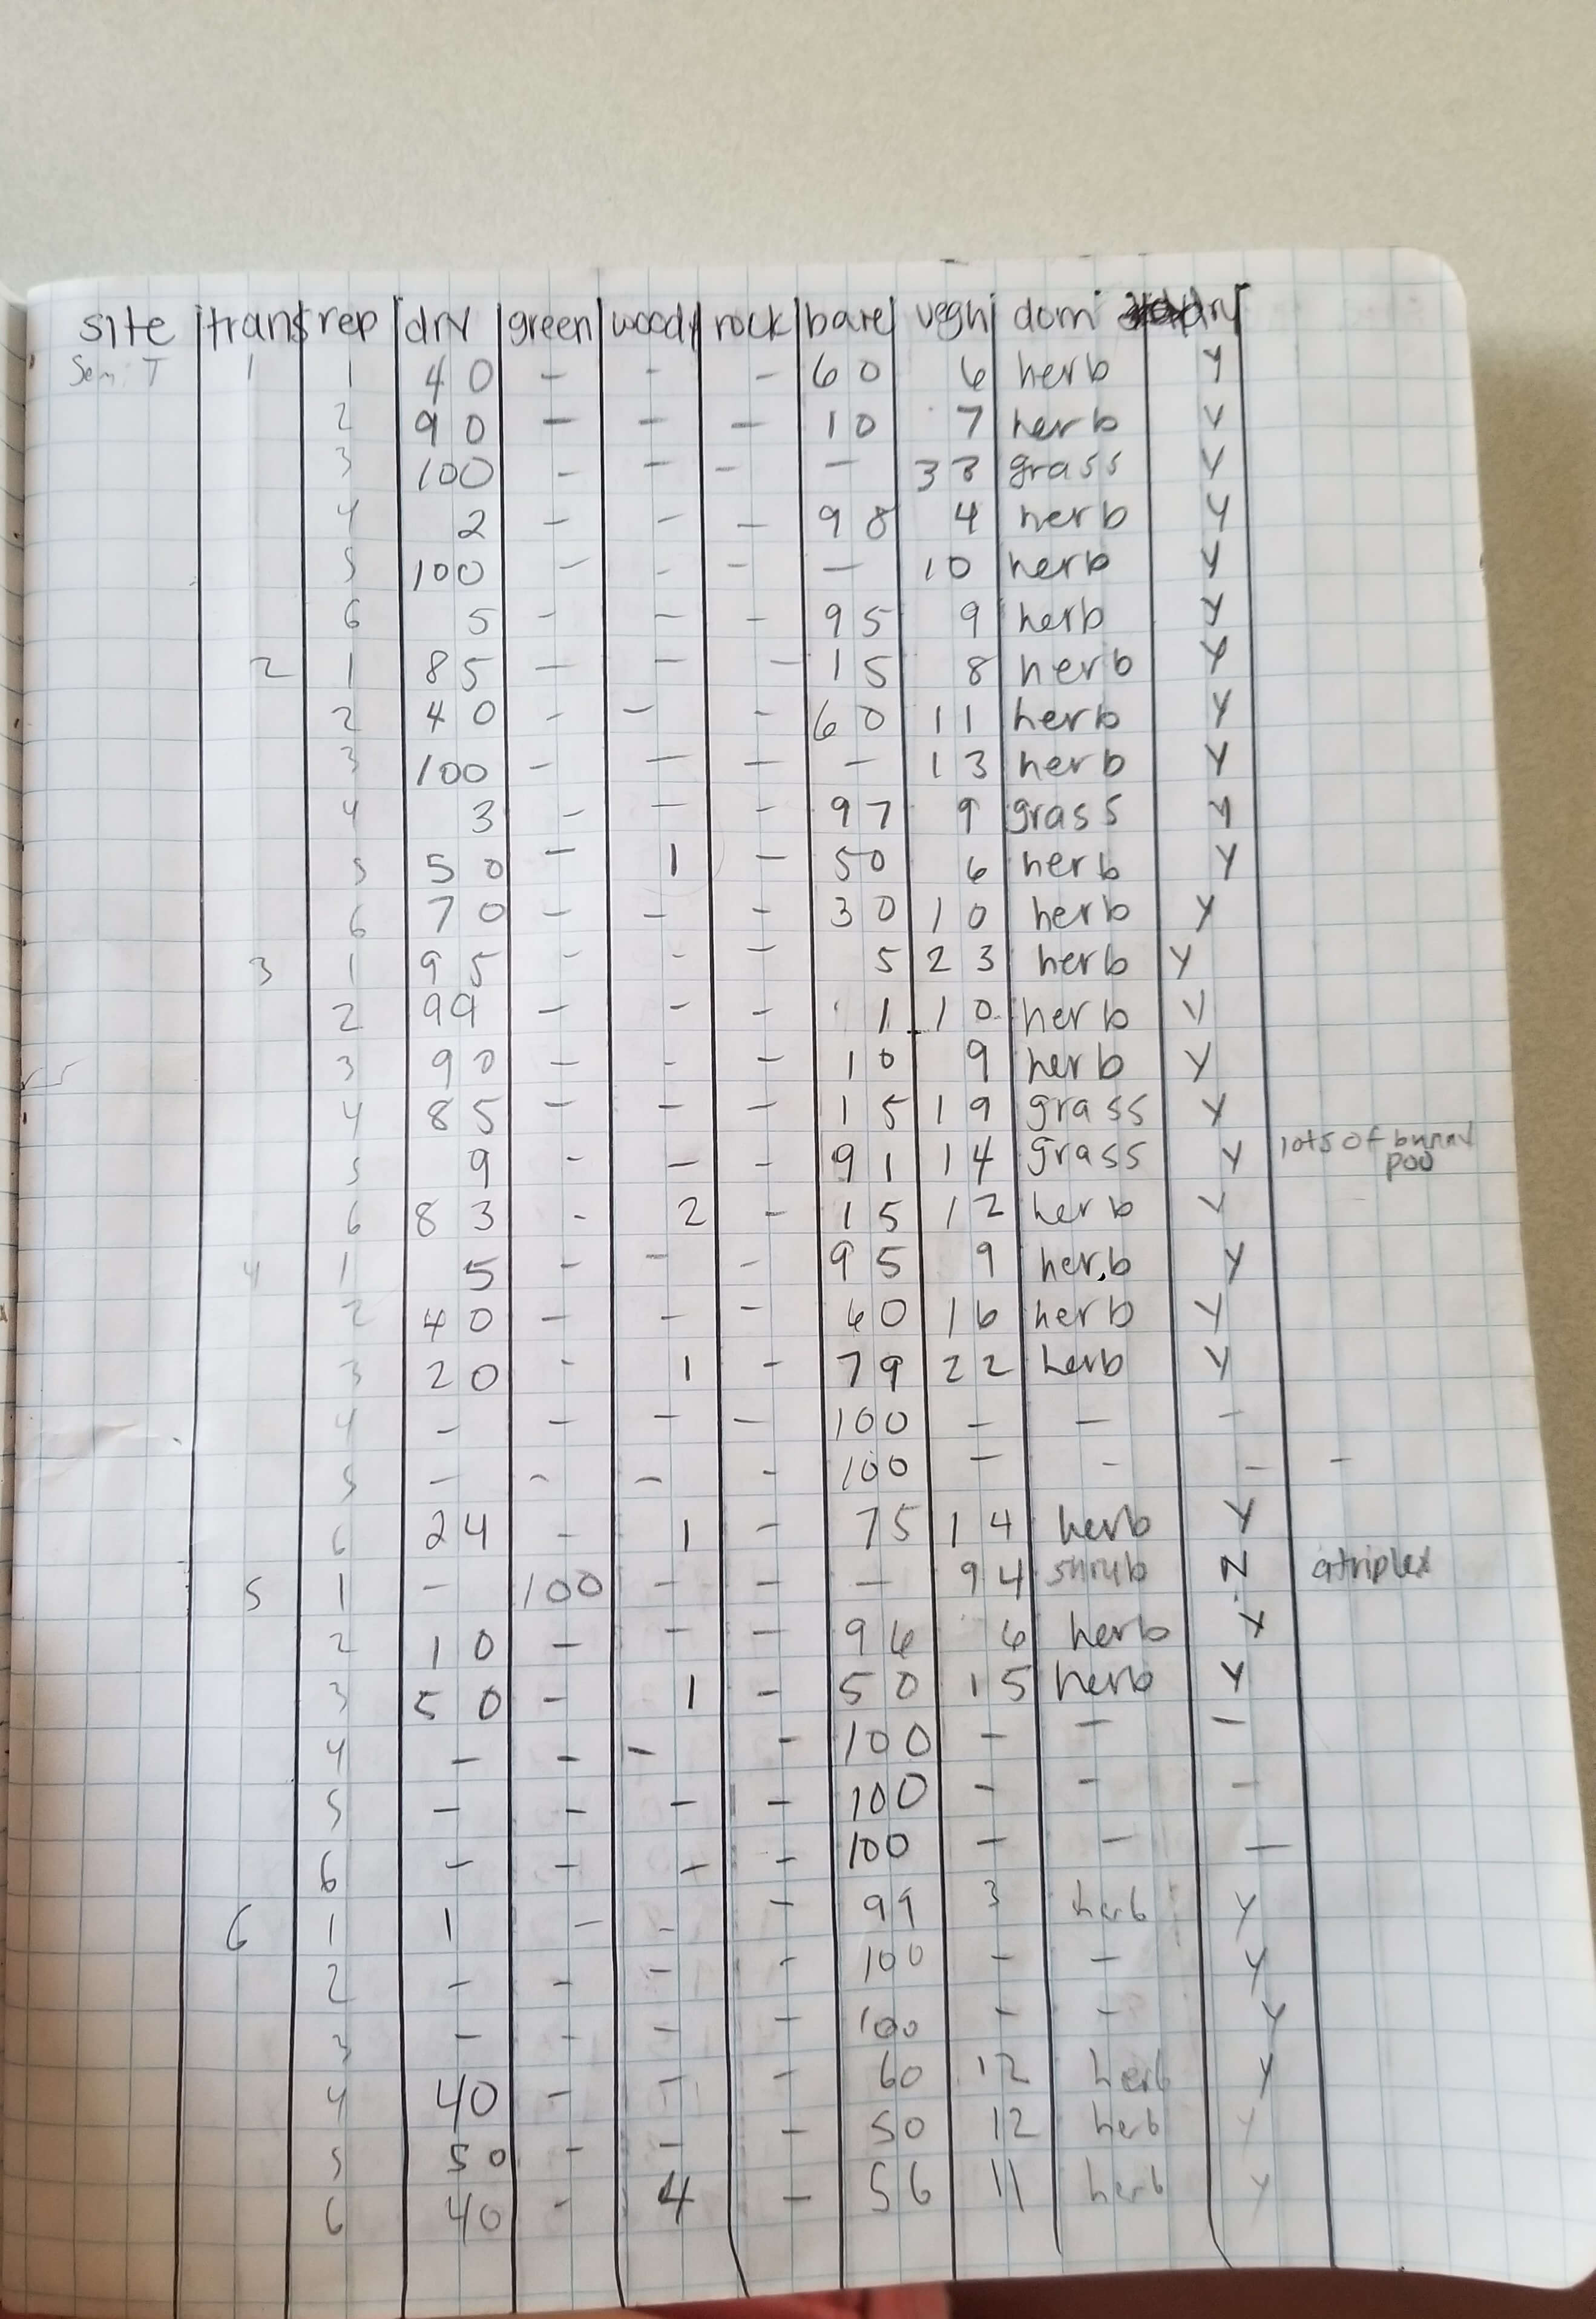 site trans rep dry green woody rock bare vegh dom dry
Semi T 1 1 40 - - - 60 6 herb Y
2 90 - - - 10 7 herb Y
3 100 - - - - 33 grass Y
4 2 - - - 98 4 herb Y
5 100 - - - - 10 herb Y
6 5 - - - 95 9 herb Y
2 1 85 - - - 15 8 herb Y
2 40 - - - 60 11 herb Y
3 100 - - - - 13 herb Y
4 3 - - - 97 9 grass Y
5 50 - 1 - 50 6 herb Y
6 70 - - - 30 10 herb Y
3 1 95 - - - 5 23 herb Y
2 99 - - - 1 10 herb Y
3 90 - - - 10 9 herb Y
4 85 - - - 15 19 grass Y
5 9 - - - 91 14 grass Y lots of bunny
poo
6 83 - 2 - 15 12 herb Y
4 1 5 - - - 95 9 herb Y
2 40 - - - 60 16 herb Y
3 20 - 1 - 79 22 herb Y
4 - - - - 100 - - -
5 - - - - 100 - - - -
6 24 - 1 - 75 14 herb Y
5 1 - 100 - - - 94 shrub N atriplex
2 10 - - - 96 6 herb Y
3 50 - 1 - 50 15 herb Y
4 - - - - 100 - - -
5 - - - - 100 - - -
6 - - - - 100 - - -
6 1 1 - - - 99 3 herb Y
2 - - - - 100 - - Y
3 - - - - 100 - - Y
4 40 - - - 60 12 herb Y
5 50 - - - 50 12 herb Y
6 40 - 4 - 56 11 herb Y